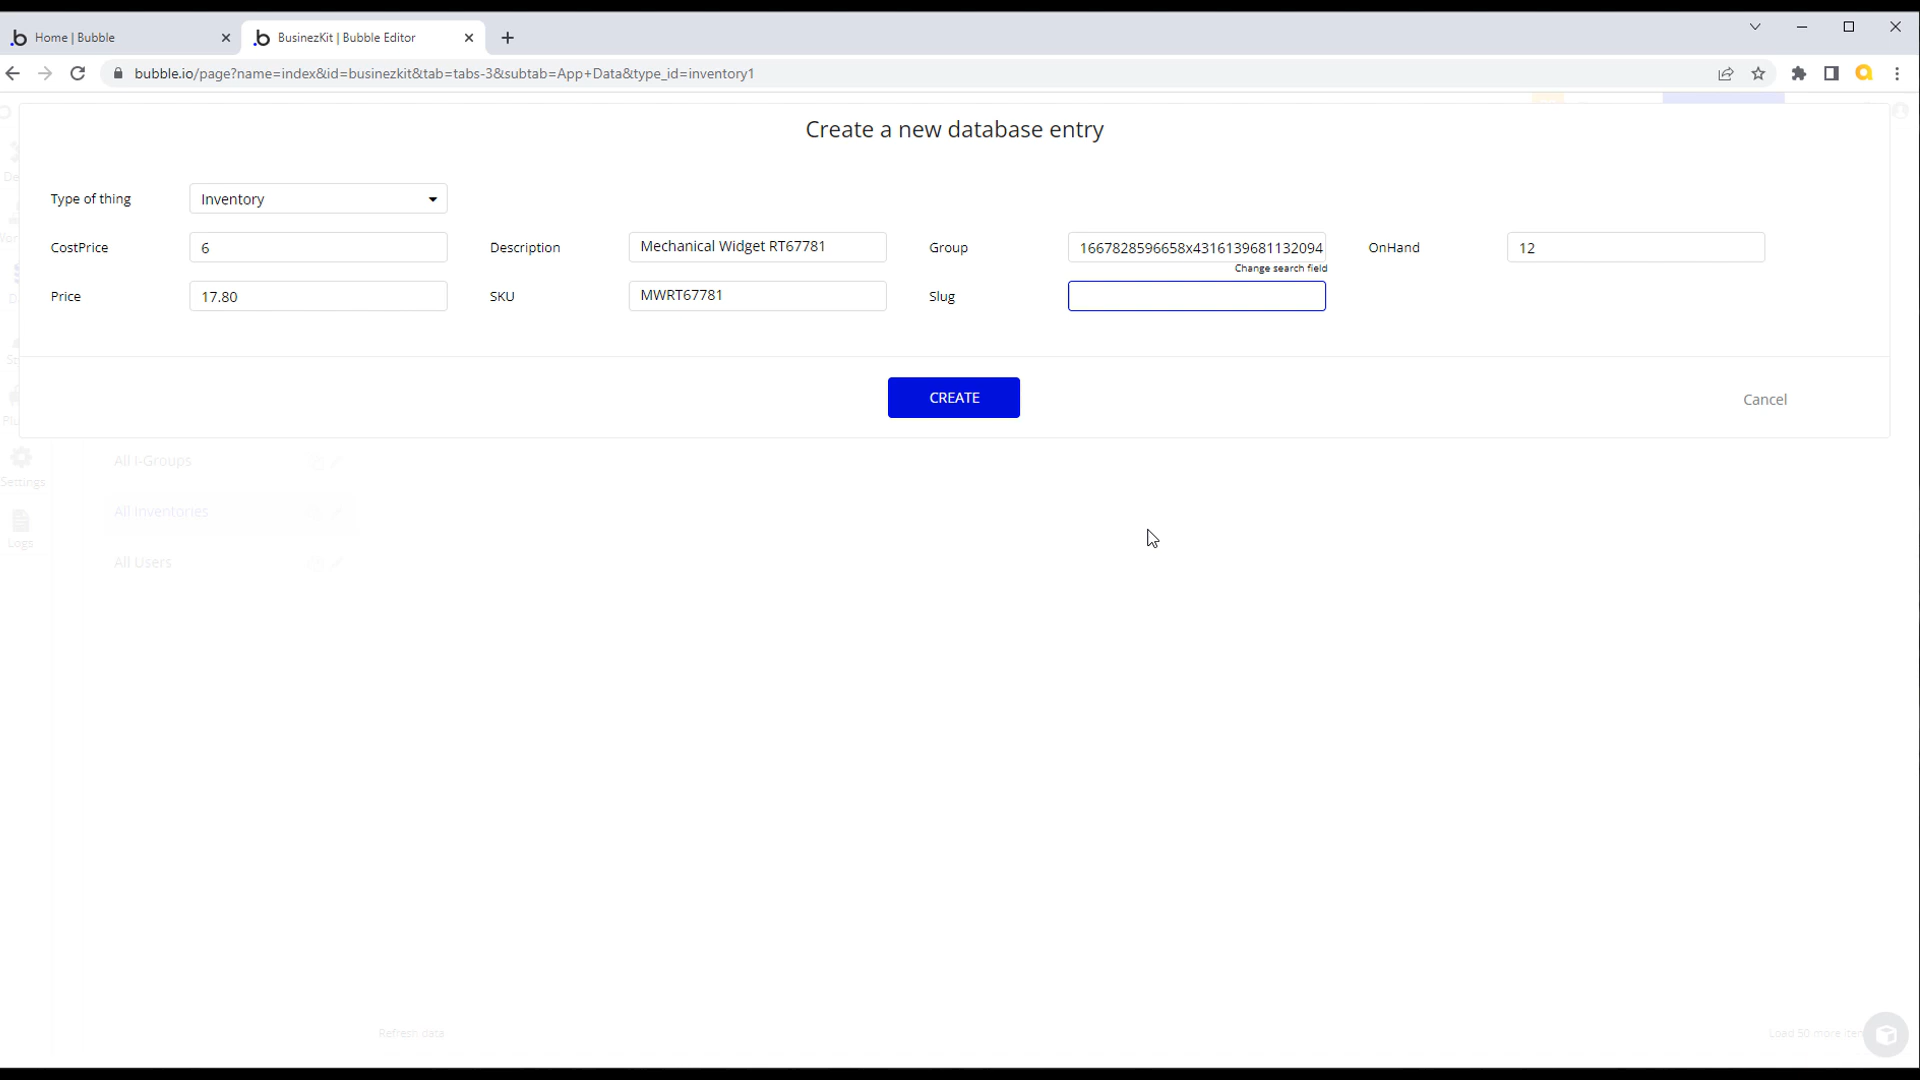 Home | Bubble
BusinezKit | Bubble Editor
bubble.io/page?name=index&id=businezkit&tab=tabs-3&subtab=App+Data&type_id=inventory1
Create a new database entry
Type of thing Inventory
CostPrice 6 Description Mechanical Widget RT67781 Group 1667828596658x4316139681132094 OnHand 12
Change search field
Price 17.80 SKU MWRT67781 Slug
CREATE
Cancel
All I-Groups
Settings
All Inventories
Logs
All Users
Refresh data
Load 50 more